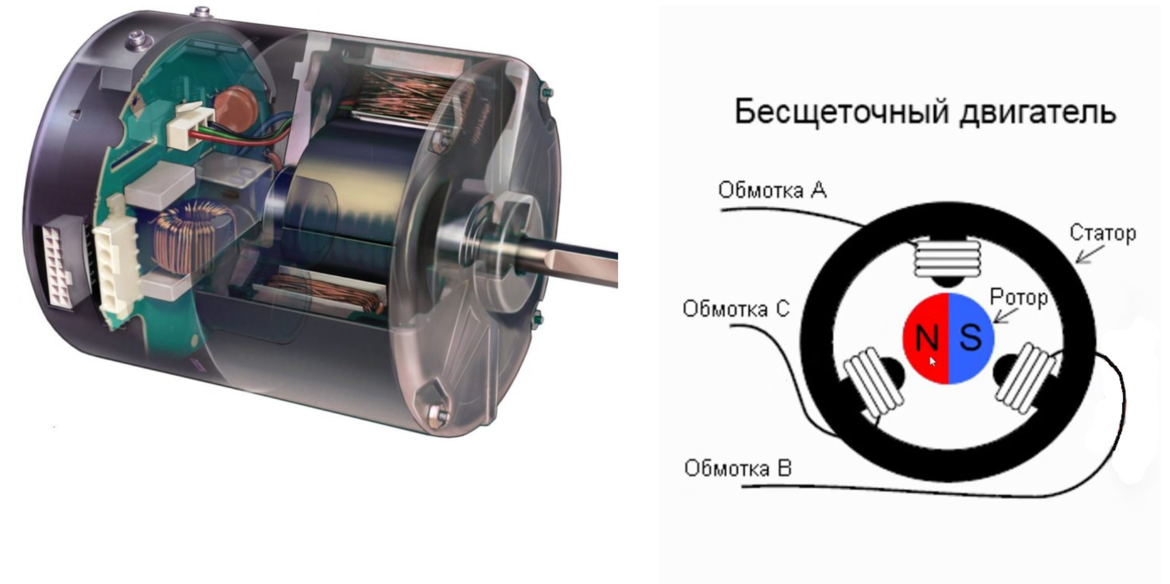 Бесщеточный двигатель
Обмотка А
Статор
Ротор
Обмотка С
N S
Обмотка В